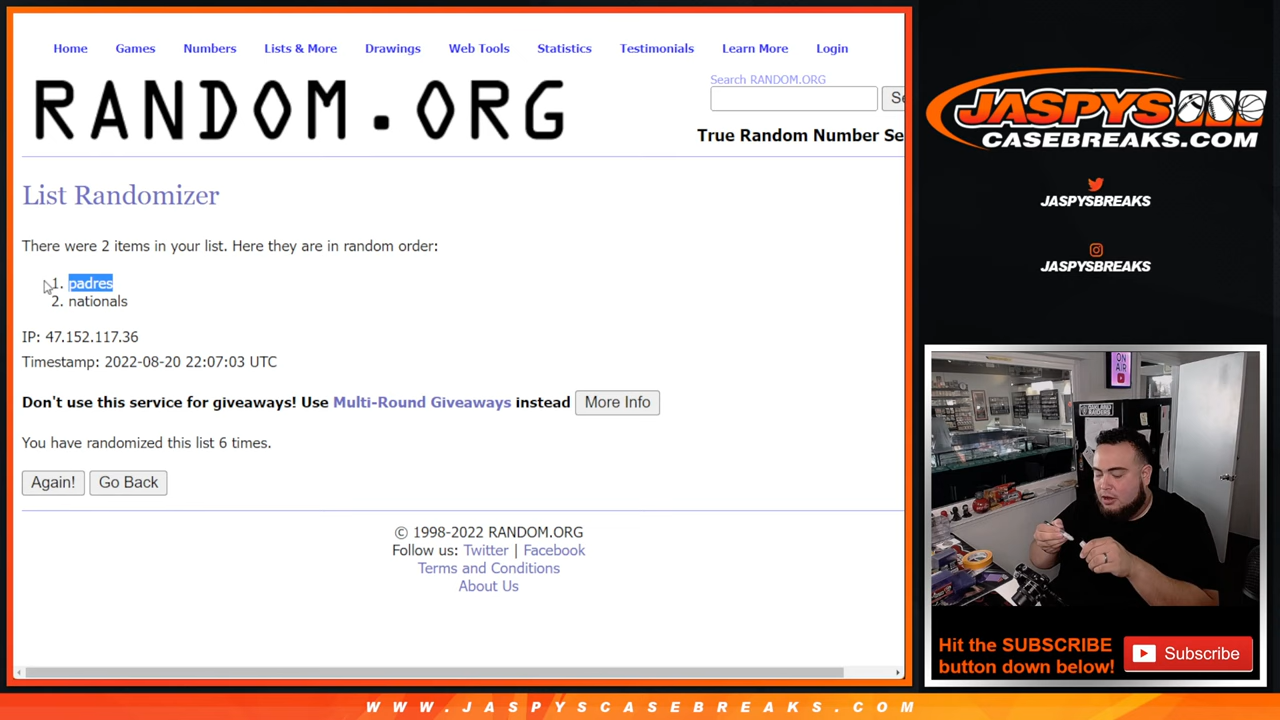 Home Games Numbers Lists & More Drawings Web Tools Statistics Testimonials Learn More Login
RANDOM.ORG
Search RANDOM.ORG
Se
True Random Number Se
List Randomizer
There were 2 items in your list. Here they are in random order:
1. padres
2. nationals
IP: 47.152.117.36
Timestamp: 2022-08-20 22:07:03 UTC
Don't use this service for giveaways! Use Multi-Round Giveaways instead More Info
You have randomized this list 6 times.
Again! Go Back
© 1998-2022 RANDOM.ORG
Follow us: Twitter | Facebook
Terms and Conditions
About Us
JASPYS
CASEBREAKS.COM
JASPYSBREAKS
JASPYSBREAKS
ON
AIR
Hit the SUBSCRIBE
button down below!
Subscribe
WWW.JASPYSCASEBREAKS.COM